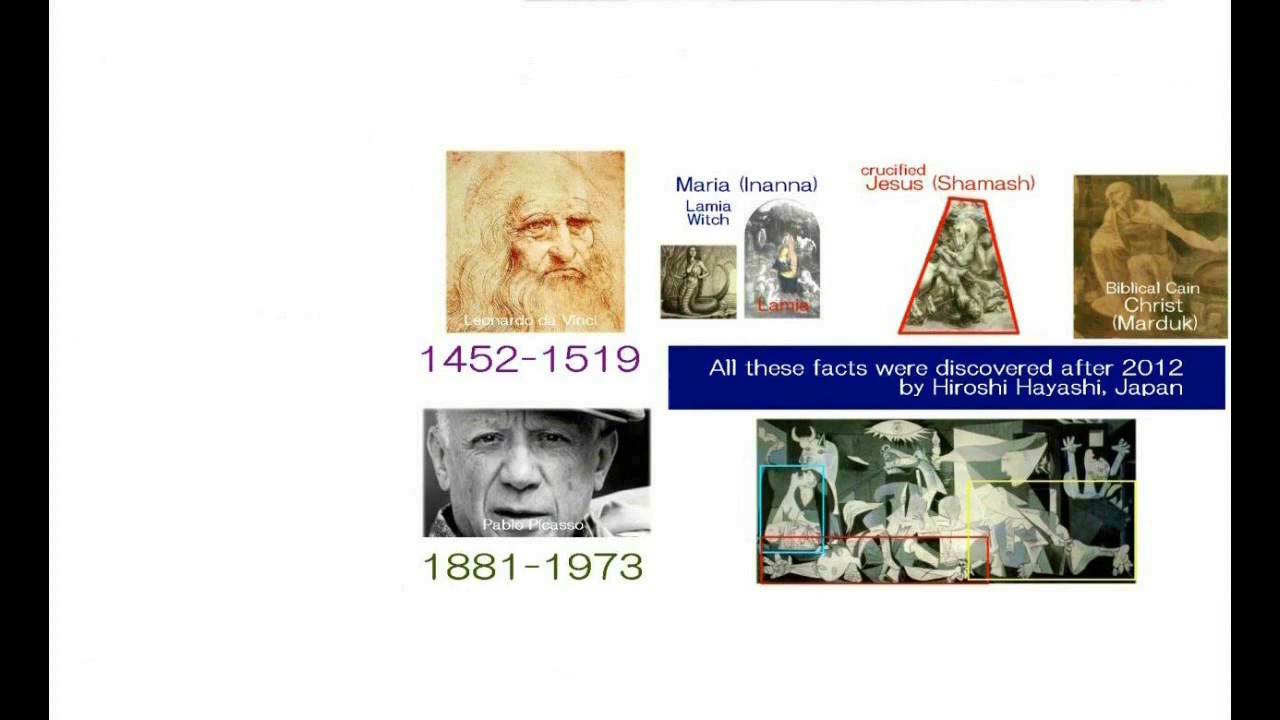 Leonardo da Vinci
1452-1519
Maria (Inanna)
Lamia
Witch
Lamia
crucified
Jesus (Shamash)
Biblical Cain
Christ
(Marduk)
All these facts were discovered after 2012
by Hiroshi Hayashi, Japan
Pablo Picasso
1881-1973